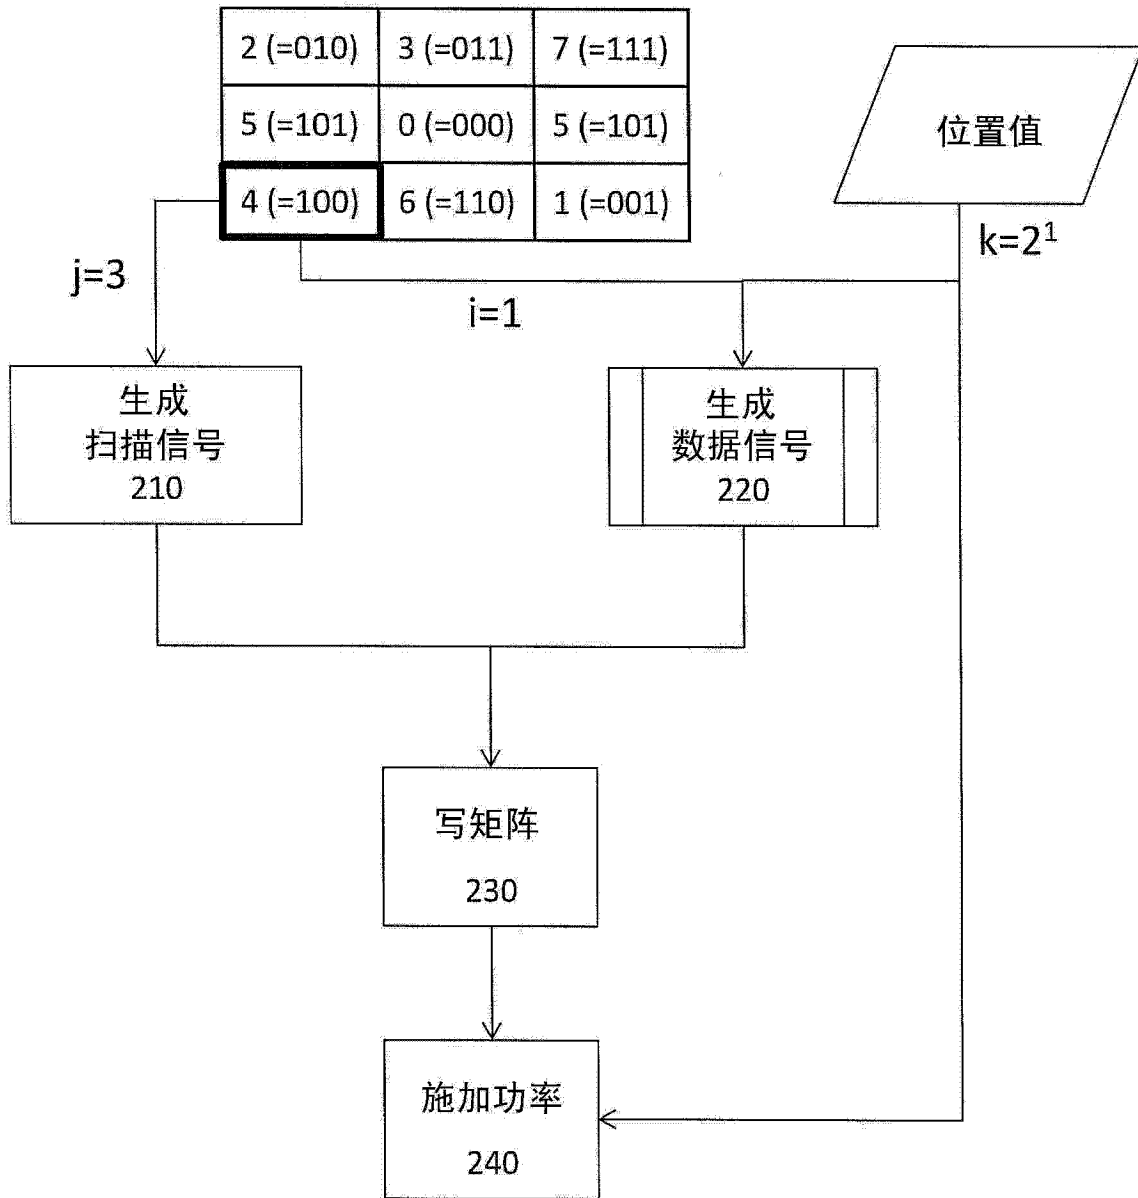 2 (=010) 3 (=011) 7 (=111)
5 (=101) 0 (=000) 5 (=101)
4 (=100) 6 (=110) 1 (=001)
位置值
k=2¹
j=3
i=1
生成
扫描信号
210
生成
数据信号
220
写矩阵
230
施加功率
240